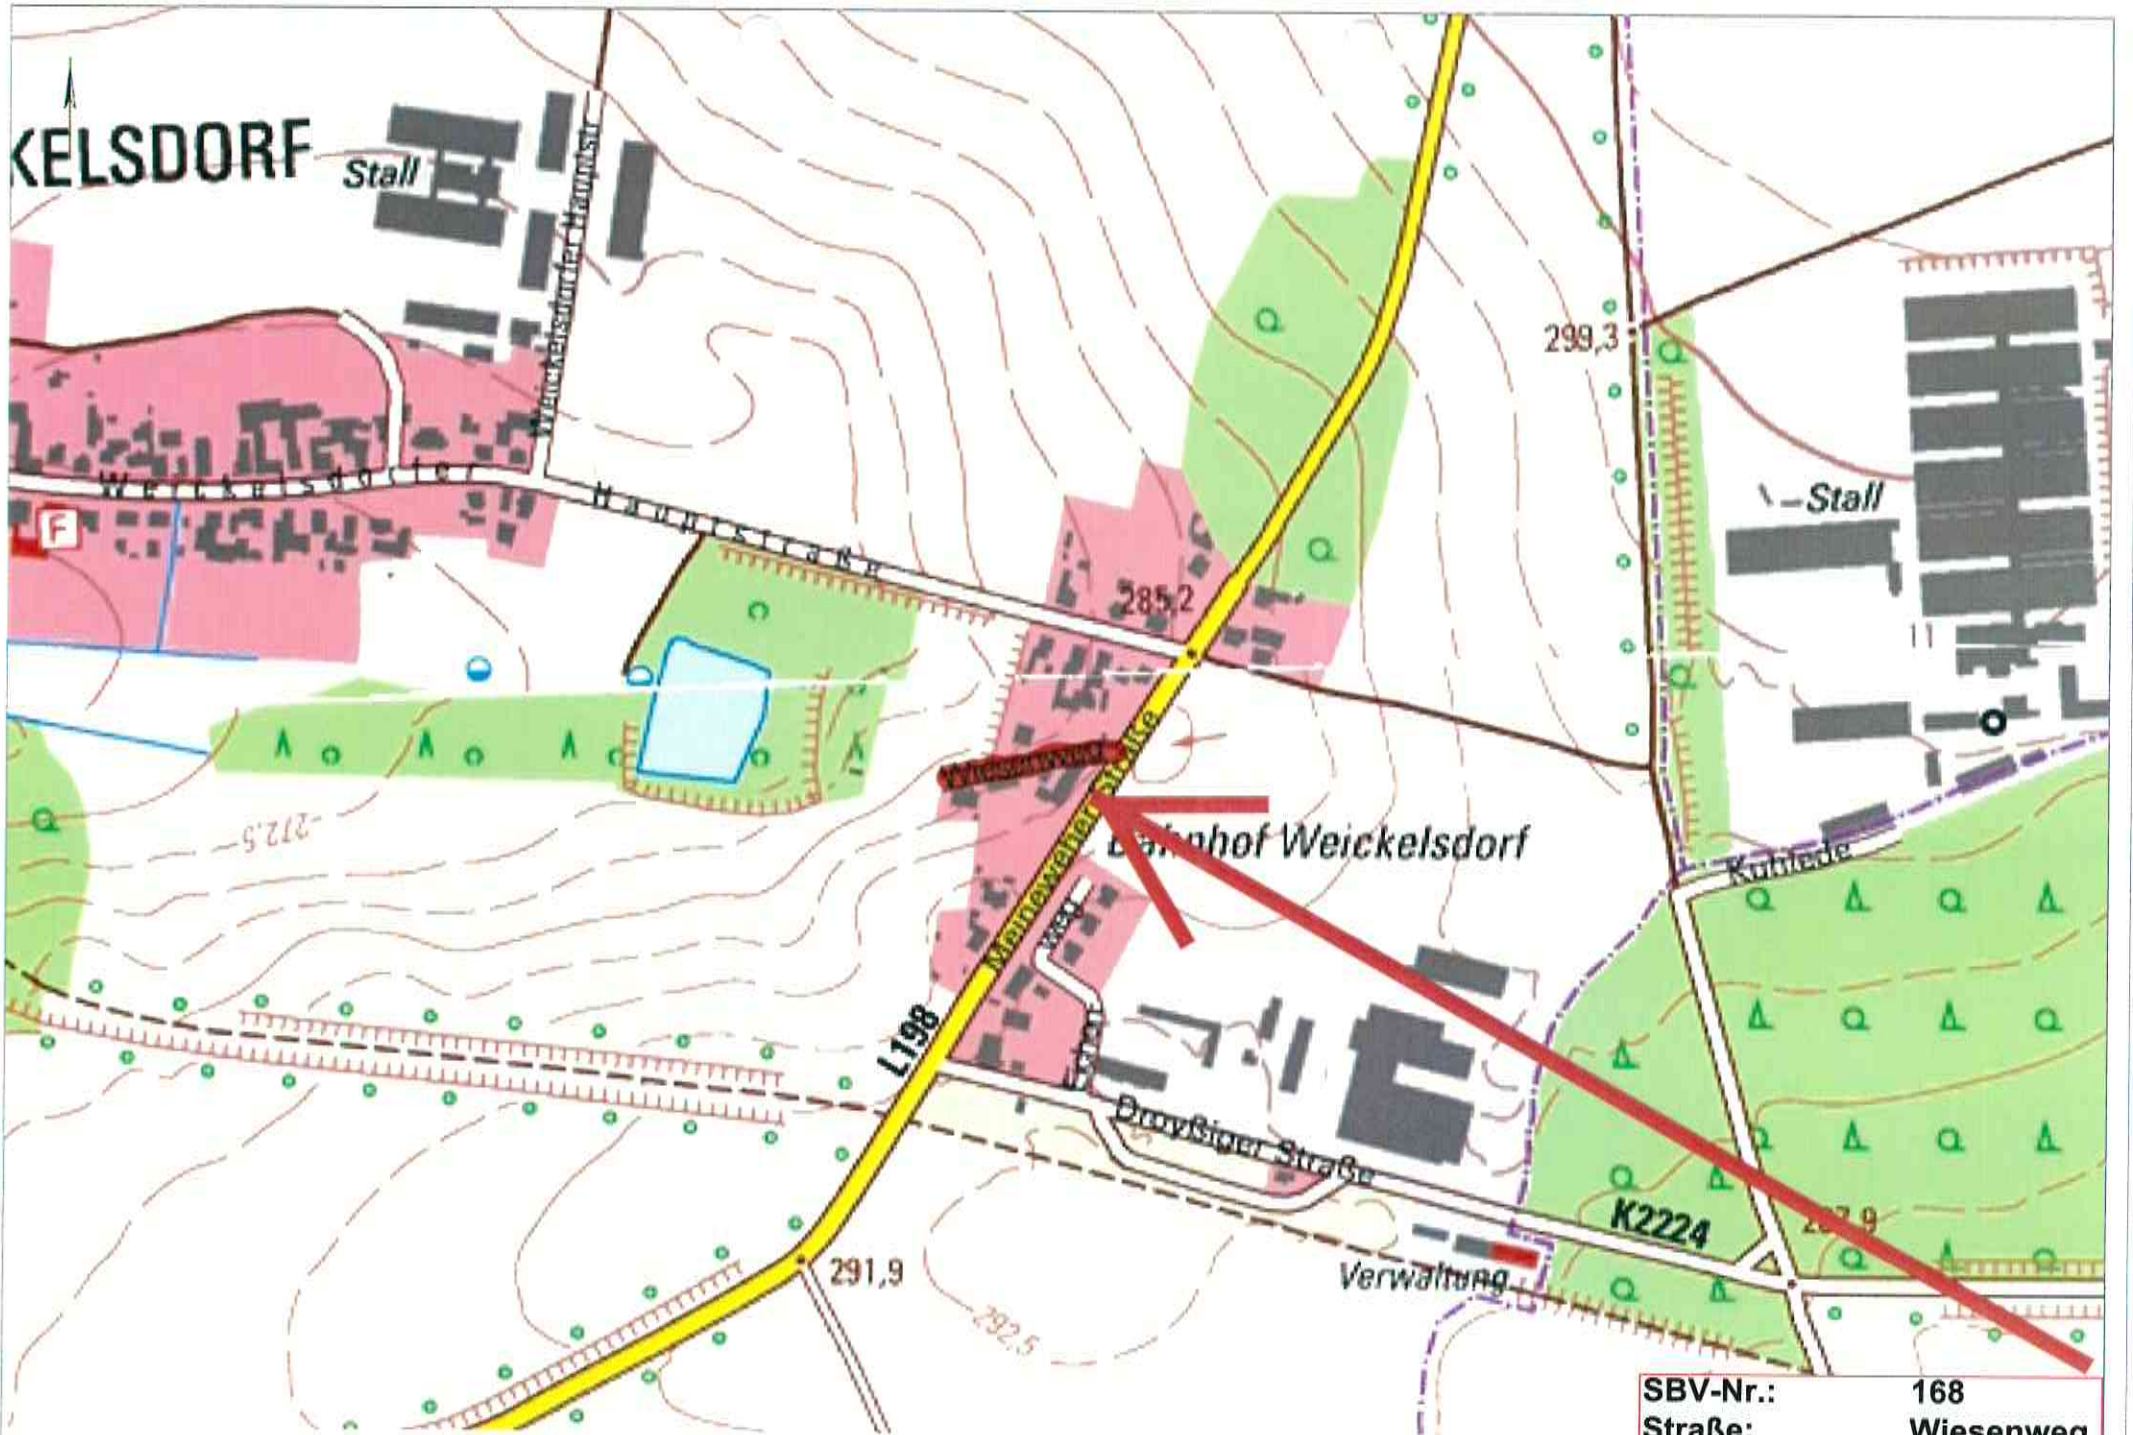 KELSDORF
Stall
Weickelsdorfer Hauptstr
299,3
Weickelsdorfer
Hauptstraße
F
Stall
285,2
Bahnhof Weickelsdorf
272,5
Kuhlede
Meineweher Straße
weg
L198
Droyßiger Straße
K2224
291,9
Verwaltung
292,5
SBV-Nr.: 168
Straße: Wiesenweg